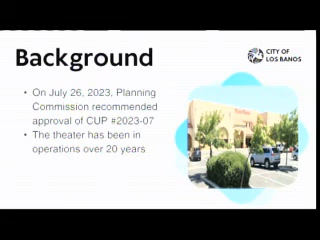 Background
CITY OF
LOS BANOS
• On July 26, 2023, Planning
Commission recommended
approval of CUP #2023-07
• The theater has been in
operations over 20 years